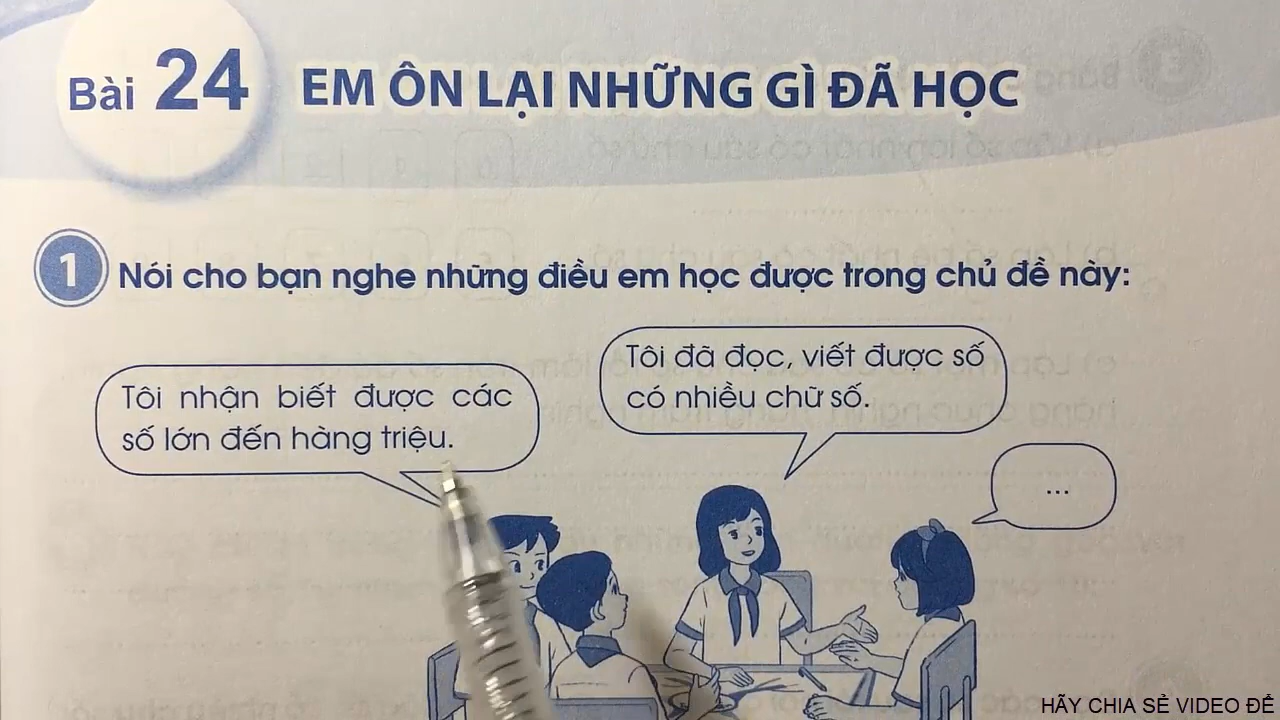 Bài 24 EM ÔN LẠI NHỮNG GÌ ĐÃ HỌC
1 Nói cho bạn nghe những điều em học được trong chủ đề này:
Tôi nhận biết được các
số lớn đến hàng triệu.
Tôi đã đọc, viết được số
có nhiều chữ số.
...
HÃY CHIA SẺ VIDEO ĐỂ